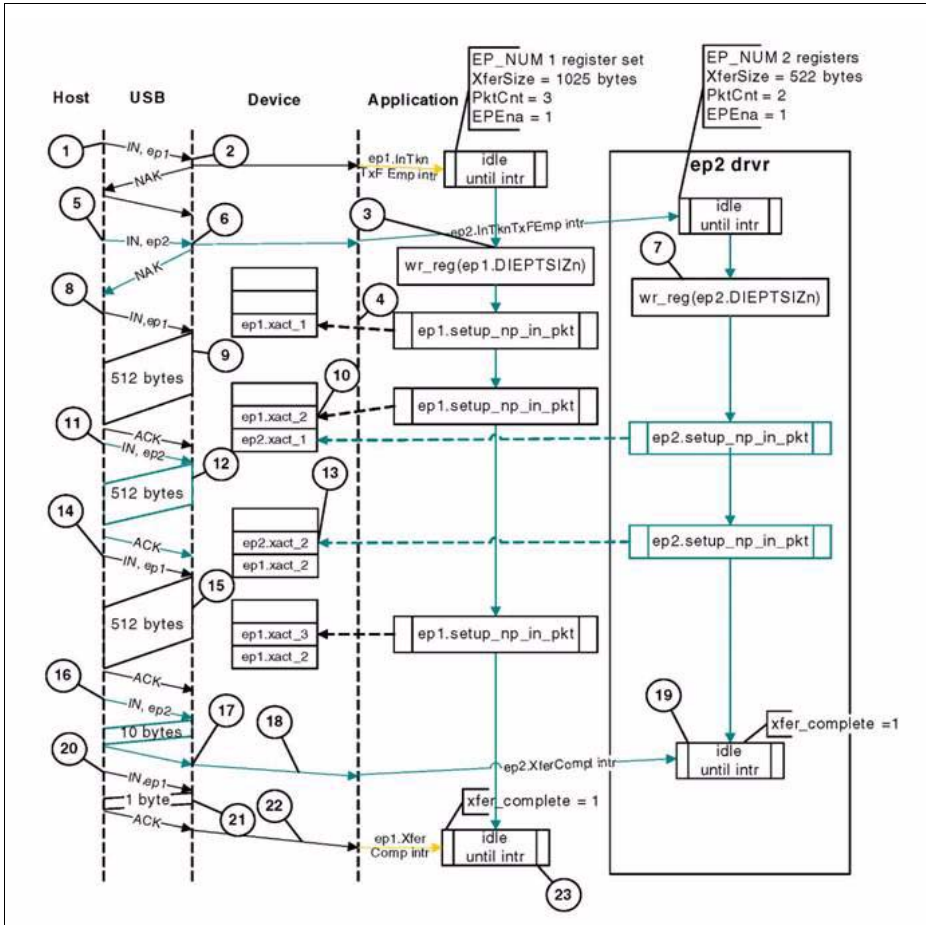 EP_NUM 1 register set
XferSize = 1025 bytes
PktCnt = 3
EPEna = 1
EP_NUM 2 registers
XferSize = 522 bytes
PktCnt = 2
EPEna = 1
Host
USB
Device
Application
1
IN, ep1
2
NAK
ep1.InTkn
TxF Emp intr
idle
until intr
ep2 drvr
5
6
3
IN, ep2
ep2.InTknTxFEmp intr
idle
until intr
NAK
wr_reg(ep1.DIEPTSIZn)
7
wr_reg(ep2.DIEPTSIZn)
8
IN,ep1
4
ep1.xact_1
ep1.setup_np_in_pkt
9
512 bytes
10
ep1.xact_2
ep1.setup_np_in_pkt
11
ACK
IN, ep2
ep2.xact_1
ep2.setup_np_in_pkt
12
512 bytes
13
14
ACK
IN, ep1
ep2.xact_2
ep1.xact_2
ep2.setup_np_in_pkt
15
512 bytes
ep1.xact_3
ep1.xact_2
ep1.setup_np_in_pkt
16
ACK
IN, ep2
17
18
19
xfer_complete =1
10 bytes
ep2.XferCompl intr
idle
until intr
20
IN,ep1
1 byte
21
22
ACK
xfer_complete = 1
ep1.Xfer
Comp intr
idle
until intr
23